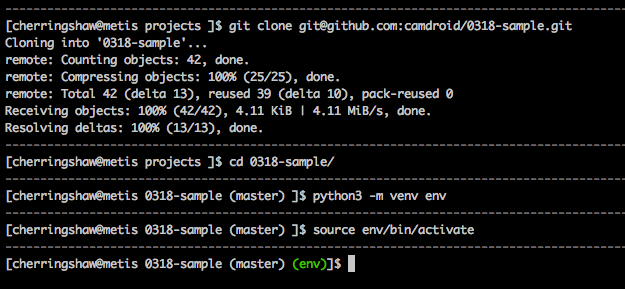 [cherringshaw@metis projects ]$ git clone git@github.com:camdroid/0318-sample.git
Cloning into '0318-sample'...
remote: Counting objects: 42, done.
remote: Compressing objects: 100% (25/25), done.
remote: Total 42 (delta 13), reused 39 (delta 10), pack-reused 0
Receiving objects: 100% (42/42), 4.11 KiB | 4.11 MiB/s, done.
Resolving deltas: 100% (13/13), done.
[cherringshaw@metis projects ]$ cd 0318-sample/
[cherringshaw@metis 0318-sample (master) ]$ python3 -m venv env
[cherringshaw@metis 0318-sample (master) ]$ source env/bin/activate
[cherringshaw@metis 0318-sample (master) (env)]$